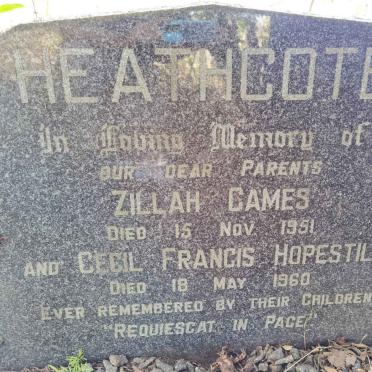 HEATHCOTE
In Loving Memory of
OUR DEAR PARENTS
ZILLAH GAMES
DIED 15 NOV. 1951
AND CECIL FRANCIS HOPESTIL
DIED 18 MAY 1960
EVER REMEMBERED BY THEIR CHILDREN
"REQUIESCAT IN PACE"